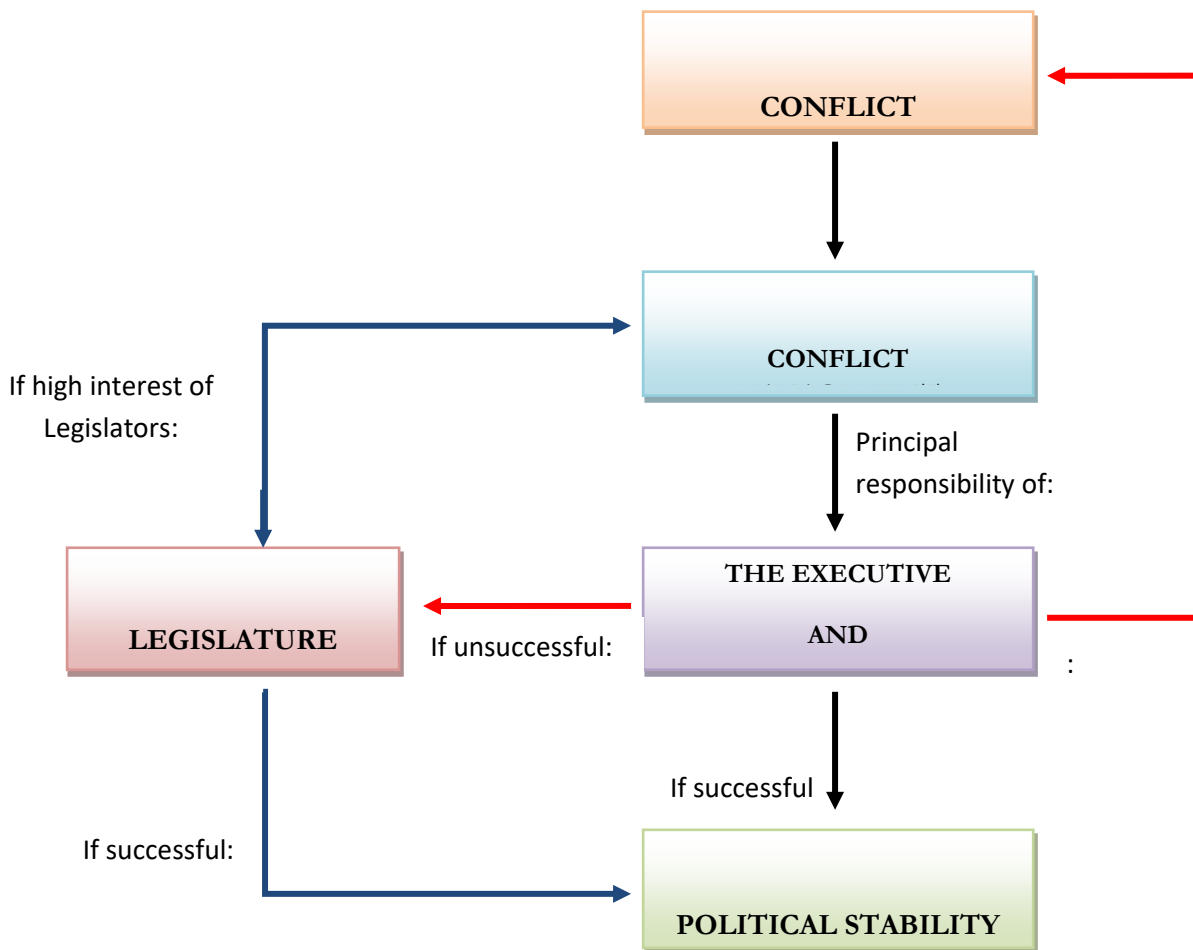 CONFLICT
CONFLICT
If high interest of
Legislators:
Principal
responsibility of:
THE EXECUTIVE
AND
LEGISLATURE
If unsuccessful:
:
If successful
If successful:
POLITICAL STABILITY